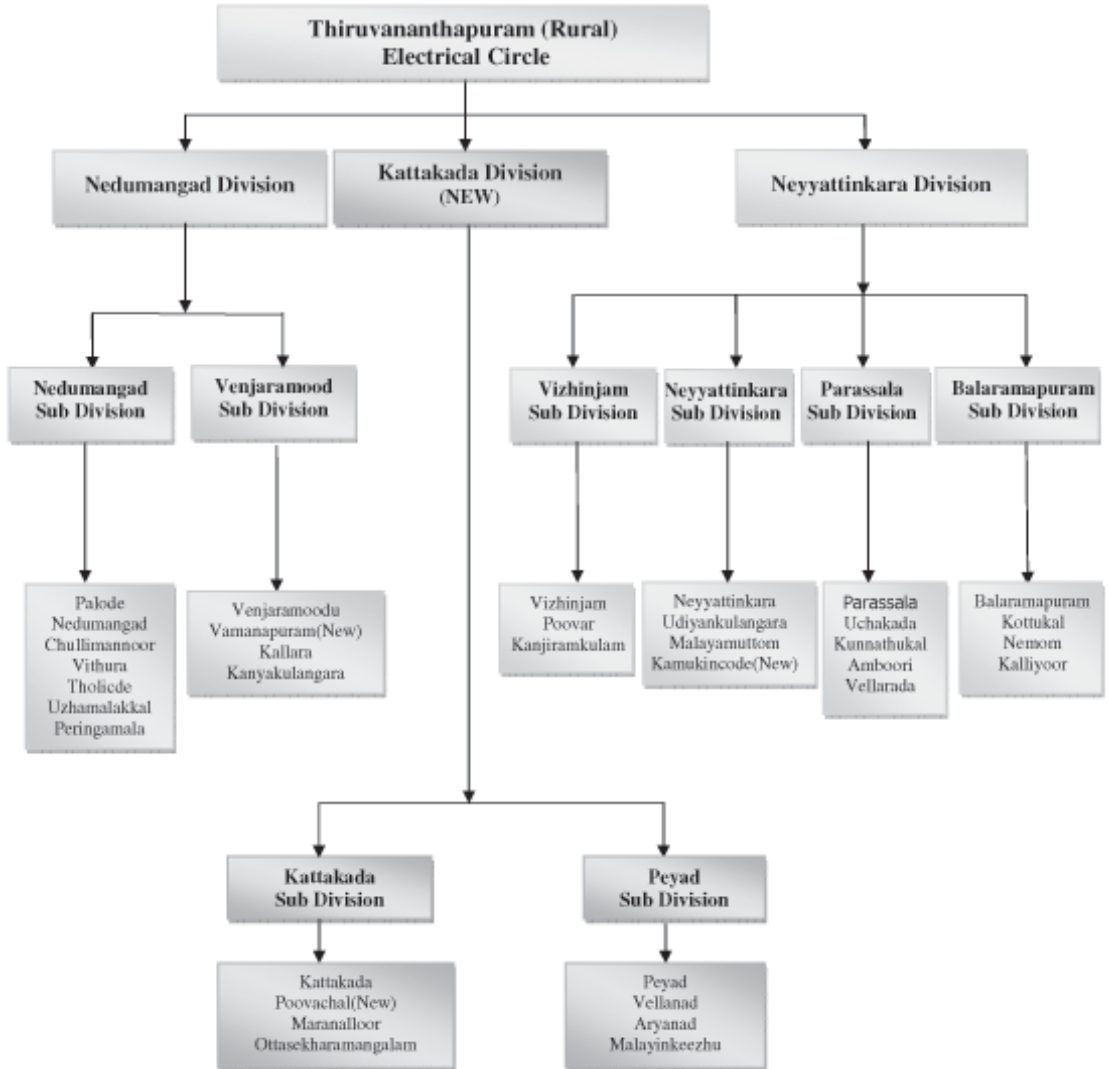 Thiruvananthapuram (Rural)
Electrical Circle
Nedumangad Division
Kattakada Division
(NEW)
Neyyattinkara Division
Nedumangad
Sub Division
Venjaramood
Sub Division
Vizhinjam
Sub Division
Neyyattinkara
Sub Division
Parassala
Sub Division
Balaramapuram
Sub Division
Palode
Nedumangad
Chullimannoor
Vithura
Tholicde
Uzhamalakkal
Peringamala
Venjaramoodu
Vamanapuram(New)
Kallara
Kanyakulangara
Vizhinjam
Poovar
Kanjiramkulam
Neyyattinkara
Udiyankulangara
Malayamuttom
Kamukincode(New)
Parassala
Uchakada
Kunnathukal
Amboori
Vellarada
Balaramapuram
Kottukal
Nemom
Kalliyoor
Kattakada
Sub Division
Peyad
Sub Division
Kattakada
Poovachal(New)
Maranalloor
Ottasekharamangalam
Peyad
Vellanad
Aryanad
Malayinkeezhu